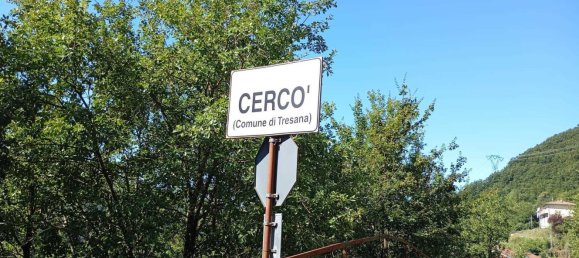 CERCO'
(Comune di Tresana)